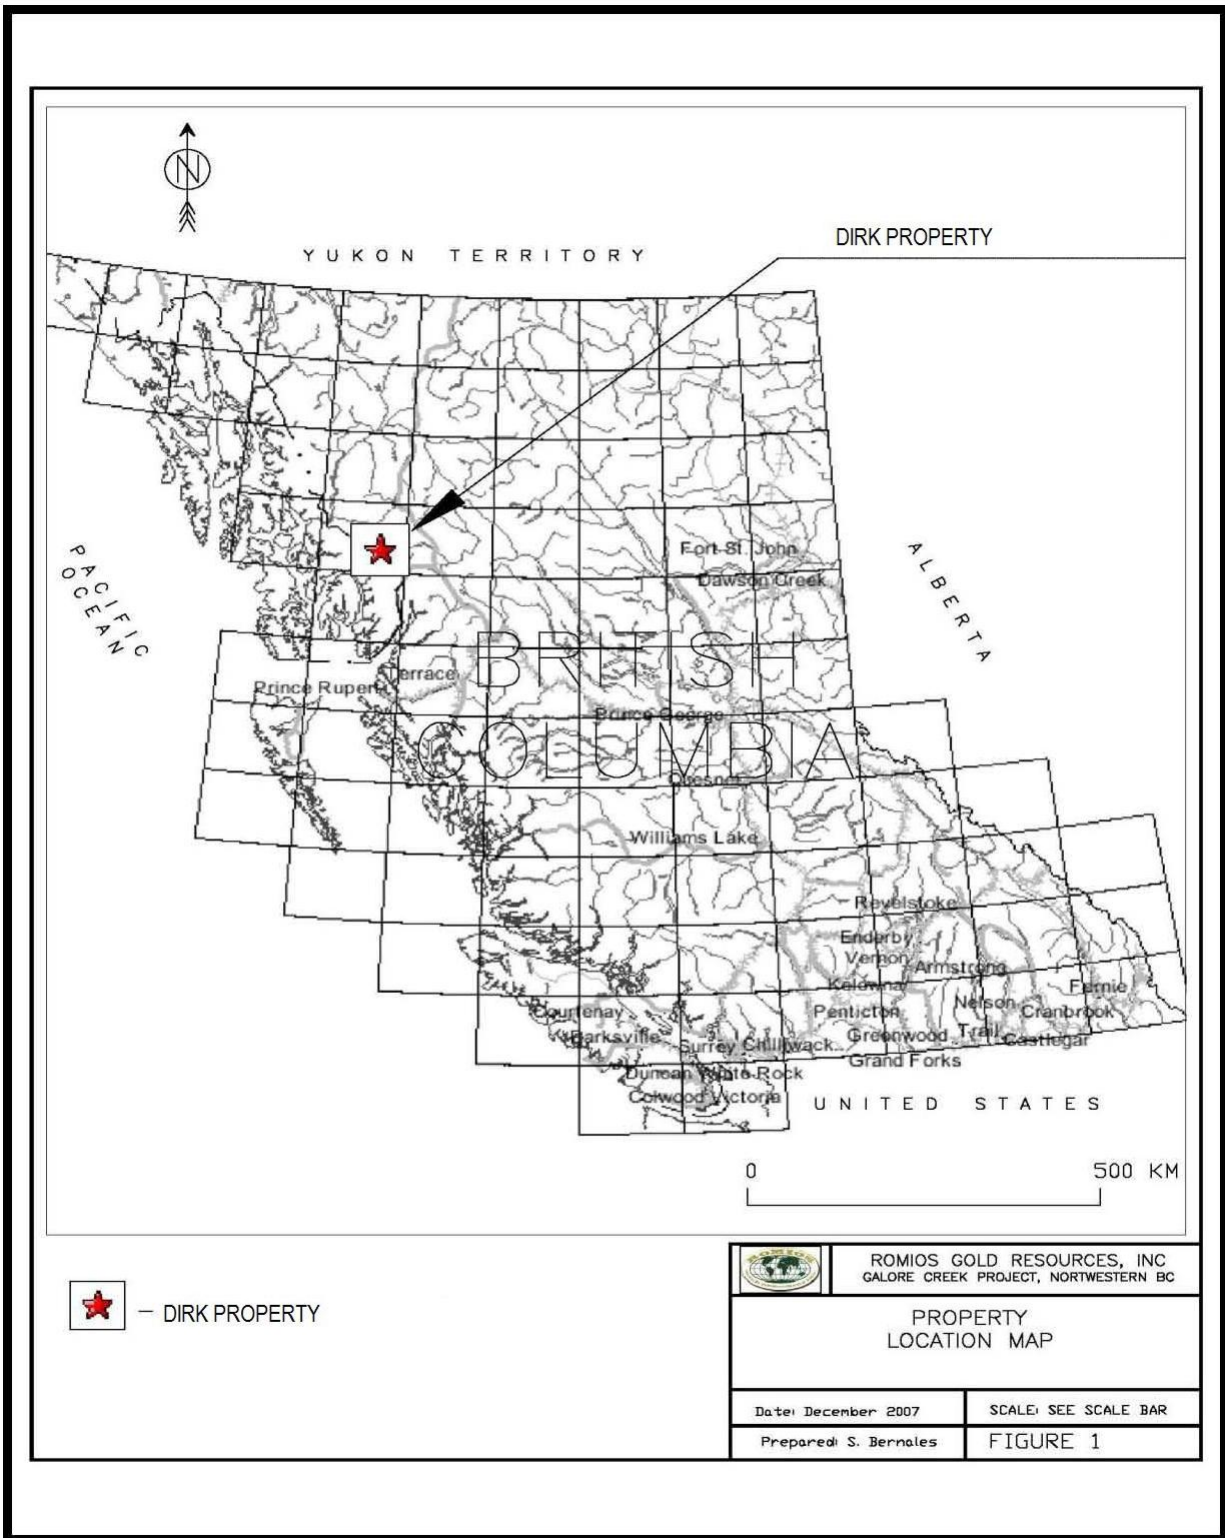 N
DIRK PROPERTY
YUKON TERRITORY
PACIFIC
OCEAN
ALBERTA
Fort St. John
Dawson Creek
BRITISH
Terrace
Prince Rupert
Prince George
COLUMBIA
Quesnel
Williams Lake
Revelstoke
Enderby
Vernon
Armstrong
Kelowna
Fernie
Nelson
Courtenay
Penticton
Cranbrook
Parksville
Greenwood
Trail
Castlegar
Surrey
Chilliwack
Grand Forks
Duncan
White Rock
Colwood
Victoria
UNITED STATES
0 500 KM
ROMIOS
ROMIOS GOLD RESOURCES, INC
GALORE CREEK PROJECT, NORTHWESTERN BC
– DIRK PROPERTY
PROPERTY
LOCATION MAP
Date: December 2007
SCALE: SEE SCALE BAR
Prepared: S. Bernales
FIGURE 1